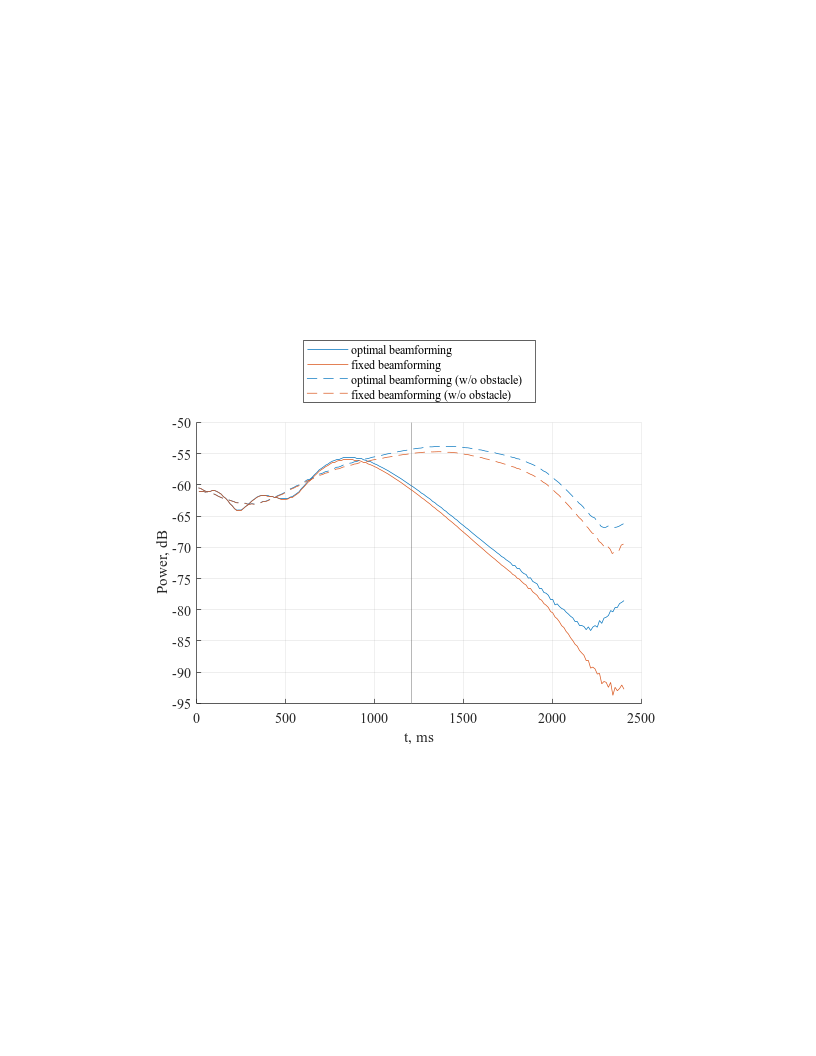 optimal beamforming
fixed beamforming
optimal beamforming (w/o obstacle)
fixed beamforming (w/o obstacle)
-50
-55
-60
-65
-70
-75
-80
-85
-90
-95
Power, dB
0 500 1000 1500 2000 2500
t, ms